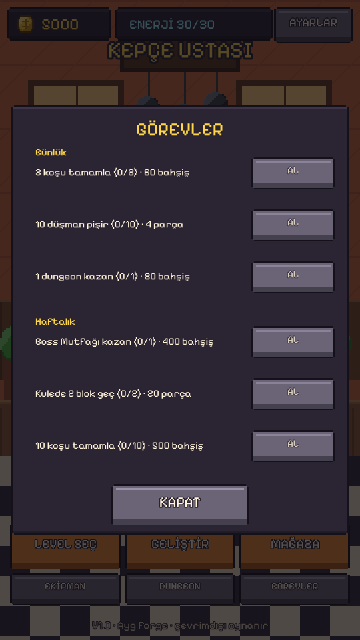 9000
ENERJİ 30/30
AYARLAR
KEPÇE USTASI
GÖREVLER
Günlük
3 koşu tamamla (0/3) · 60 bahşiş
AL
10 düşman pişir (0/10) · 4 parça
AL
1 dungeon kazan (0/1) · 80 bahşiş
AL
Haftalık
Boss Mutfağı kazan (0/1) · 400 bahşiş
AL
Kulede 2 blok geç (0/2) · 20 parça
AL
10 koşu tamamla (0/10) · 200 bahşiş
AL
KAPAT
LEVEL SEÇ
GELİŞTİR
MAĞAZA
EKİPMAN
DUNGEON
GÖREVLER